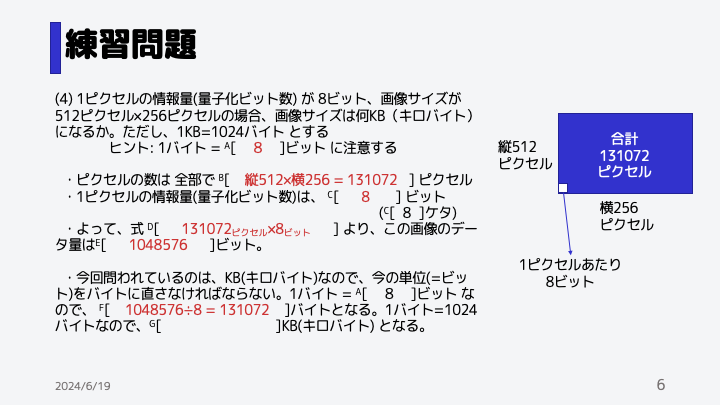 練習問題
(4) 1ピクセルの情報量(量子化ビット数) が 8ビット、画像サイズが
512ピクセル×256ピクセルの場合、画像サイズは何KB（キロバイト）
になるか。ただし、1KB=1024バイト とする
ヒント: 1バイト = A[ 8 ]ビット に注意する
・ピクセルの数は 全部で B[ 縦512×横256 = 131072 ] ピクセル
・1ピクセルの情報量(量子化ビット数)は、 C[ 8 ] ビット
(C[ 8 ]ケタ)
・よって、式 D[ 131072ピクセル×8ビット ] より、この画像のデー
タ量はE[ 1048576 ]ビット。
・今回問われているのは、KB(キロバイト)なので、今の単位(=ビッ
ト)をバイトに直さなければならない。1バイト = A[ 8 ]ビット な
ので、 F[ 1048576÷8 = 131072 ]バイトとなる。1バイト=1024
バイトなので、G[ ]KB(キロバイト) となる。
縦512
ピクセル
合計
131072
ピクセル
横256
ピクセル
1ピクセルあたり
8ビット
2024/6/19
6